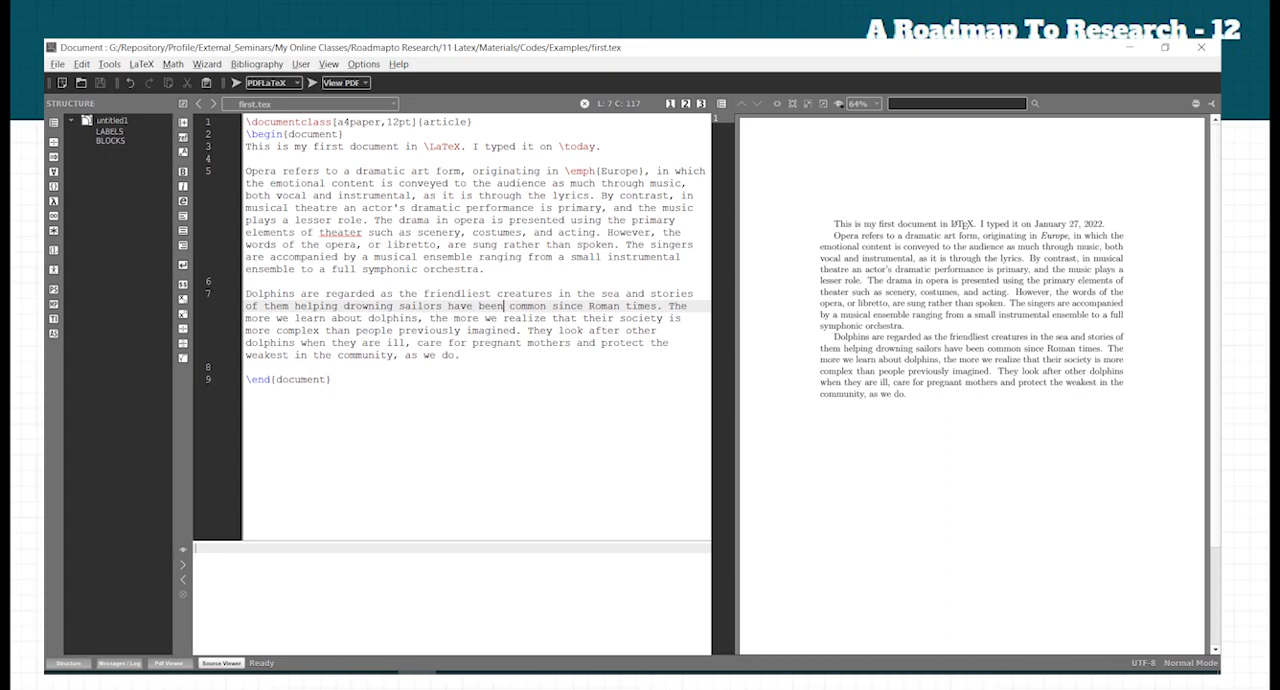 A Roadmap To Research - 12
Document : G:/Repository/Profile/External_Seminars/My Online Classes/Roadmapto Research/11 Latex/Materials/Codes/Examples/first.tex
File Edit Tools LaTeX Math Wizard Bibliography User View Options Help
PDFLaTeX View PDF
STRUCTURE
first.tex
L: 7 C: 117
1 2 3
64%
untitled1
LABELS
BLOCKS
1 \documentclass[a4paper,12pt]{article}
2 \begin{document}
3 This is my first document in \LaTeX. I typed it on \today.
4
5 Opera refers to a dramatic art form, originating in \emph{Europe}, in which
the emotional content is conveyed to the audience as much through music,
both vocal and instrumental, as it is through the lyrics. By contrast, in
musical theatre an actor's dramatic performance is primary, and the music
plays a lesser role. The drama in opera is presented using the primary
elements of theater such as scenery, costumes, and acting. However, the
words of the opera, or libretto, are sung rather than spoken. The singers
are accompanied by a musical ensemble ranging from a small instrumental
ensemble to a full symphonic orchestra.
6
7 Dolphins are regarded as the friendliest creatures in the sea and stories
of them helping drowning sailors have been common since Roman times. The
more we learn about dolphins, the more we realize that their society is
more complex than people previously imagined. They look after other
dolphins when they are ill, care for pregnant mothers and protect the
weakest in the community, as we do.
8
9 \end{document}
1
This is my first document in LATEX. I typed it on January 27, 2022.
Opera refers to a dramatic art form, originating in Europe, in which the
emotional content is conveyed to the audience as much through music, both
vocal and instrumental, as it is through the lyrics. By contrast, in musical
theatre an actor's dramatic performance is primary, and the music plays a
lesser role. The drama in opera is presented using the primary elements of
theater such as scenery, costumes, and acting. However, the words of the
opera, or libretto, are sung rather than spoken. The singers are accompanied
by a musical ensemble ranging from a small instrumental ensemble to a full
symphonic orchestra.
Dolphins are regarded as the friendliest creatures in the sea and stories of
them helping drowning sailors have been common since Roman times. The
more we learn about dolphins, the more we realize that their society is more
complex than people previously imagined. They look after other dolphins
when they are ill, care for pregnant mothers and protect the weakest in the
community, as we do.
Structure Messages / Log Pdf Viewer Source Viewer Ready
UTF-8 Normal Mode